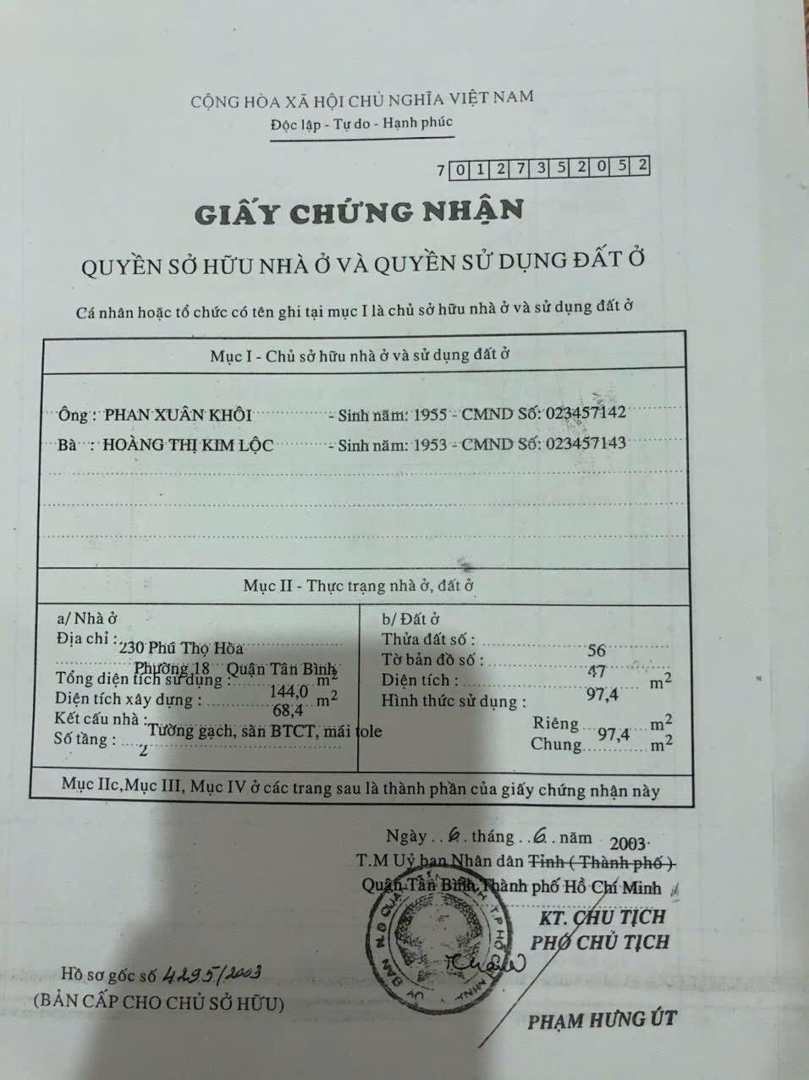 CỘNG HÒA XÃ HỘI CHỦ NGHĨA VIỆT NAM
Độc lập - Tự do - Hạnh phúc
7 0 1 2 7 3 5 2 0 5 2
GIẤY CHỨNG NHẬN
QUYỀN SỞ HỮU NHÀ Ở VÀ QUYỀN SỬ DỤNG ĐẤT Ở
Cá nhân hoặc tổ chức có tên ghi tại mục I là chủ sở hữu nhà ở và sử dụng đất ở
Mục I - Chủ sở hữu nhà ở và sử dụng đất ở
Ông : PHAN XUÂN KHÔI - Sinh năm: 1955 - CMND Số: 023457142
Bà : HOÀNG THỊ KIM LỘC - Sinh năm: 1953 - CMND Số: 023457143
Mục II - Thực trạng nhà ở, đất ở
a/ Nhà ở
Địa chỉ : 230 Phú Thọ Hòa
Phường 18 Quận Tân Bình
Tổng diện tích sử dụng : 144,0 m²
Diện tích xây dựng : 68,4 m²
Kết cấu nhà : Tường gạch, sàn BTCT, mái tole
Số tầng : 2
b/ Đất ở
Thửa đất số : 56
Tờ bản đồ số : 47
Diện tích : 97,4 m²
Hình thức sử dụng :
Riêng 97,4 m²
Chung m²
Mục IIc,Mục III, Mục IV ở các trang sau là thành phần của giấy chứng nhận này
Ngày 6 tháng 6 năm 2003
T.M Uỷ ban Nhân dân Tỉnh ( Thành phố )
Quận Tân Bình Thành phố Hồ Chí Minh
KT. CHỦ TỊCH
PHÓ CHỦ TỊCH
Hồ sơ gốc số 4295/2003
(BẢN CẤP CHO CHỦ SỞ HỮU)
PHẠM HƯNG ÚT